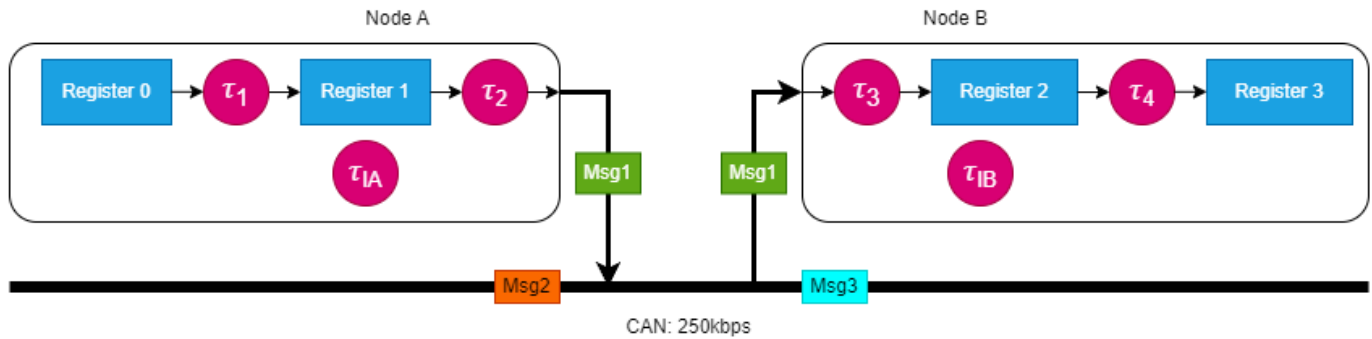 Node A
Node B
Register 0
τ1
Register 1
τ2
τ3
Register 2
τ4
Register 3
τIA
Msg1
Msg1
τIB
Msg2
Msg3
CAN: 250kbps